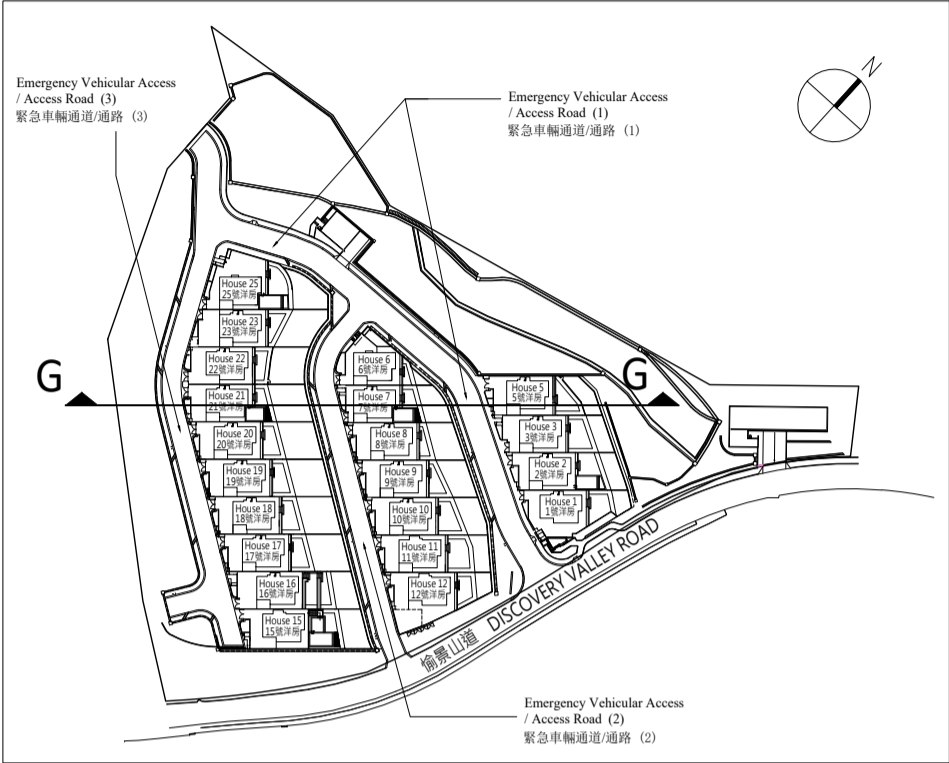 Emergency Vehicular Access
/ Access Road (3)
緊急車輛通道/通路 (3)
Emergency Vehicular Access
/ Access Road (1)
緊急車輛通道/通路 (1)
N
G
G
House 25
25號洋房
House 23
23號洋房
House 22
22號洋房
House 21
21號洋房
House 20
20號洋房
House 19
19號洋房
House 18
18號洋房
House 17
17號洋房
House 16
16號洋房
House 15
15號洋房
House 6
6號洋房
House 7
7號洋房
House 8
8號洋房
House 9
9號洋房
House 10
10號洋房
House 11
11號洋房
House 12
12號洋房
House 5
5號洋房
House 3
3號洋房
House 2
2號洋房
House 1
1號洋房
愉景山道 DISCOVERY VALLEY ROAD
Emergency Vehicular Access
/ Access Road (2)
緊急車輛通道/通路 (2)